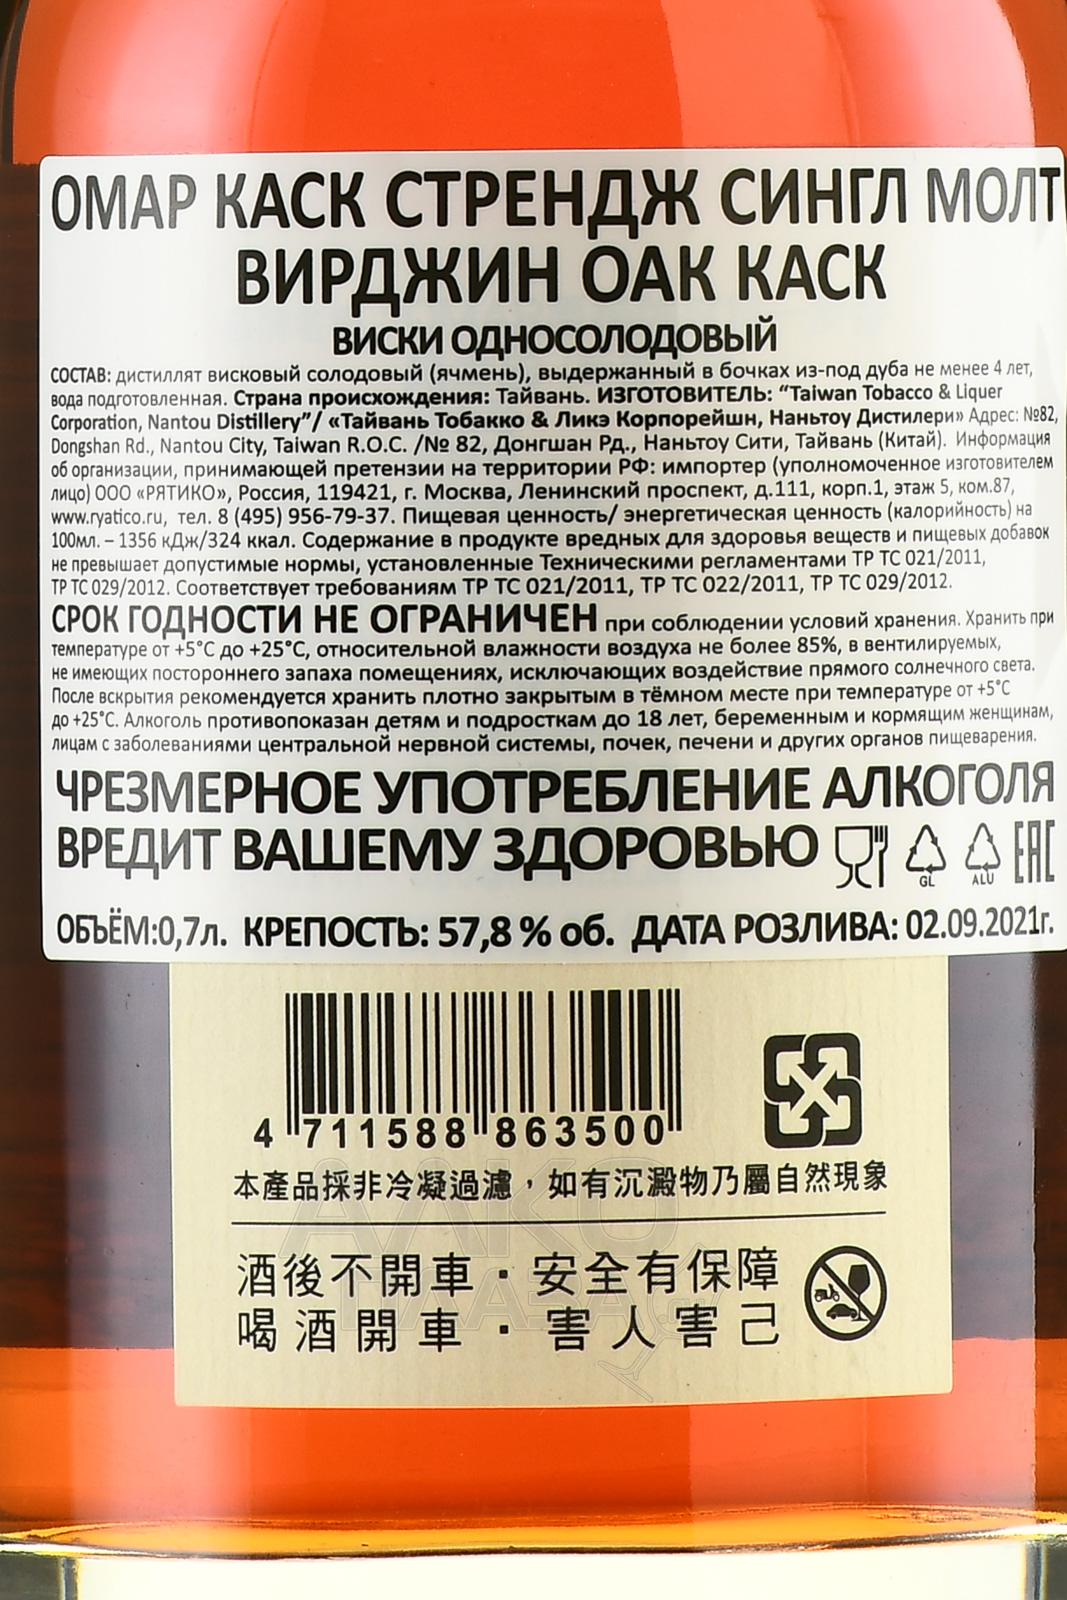 ОМАР КАСК СТРЕНДЖ СИНГЛ МОЛТ
ВИРДЖИН ОАК КАСК
ВИСКИ ОДНОСОЛОДОВЫЙ
СОСТАВ: дистиллят висковый солодовый (ячмень), выдержанный в бочках из-под дуба не менее 4 лет,
вода подготовленная. Страна происхождения: Тайвань. ИЗГОТОВИТЕЛЬ: “Taiwan Tobacco & Liquer
Corporation, Nantou Distillery”/ «Тайвань Тобакко & Ликэ Корпорейшн, Наньтоу Дистилери» Адрес: №82,
Dongshan Rd., Nantou City, Taiwan R.O.C. /№ 82, Донгшан Рд., Наньтоу Сити, Тайвань (Китай). Информация
об организации, принимающей претензии на территории РФ: импортер (уполномоченное изготовителем
лицо) ООО «РЯТИКО», Россия, 119421, г. Москва, Ленинский проспект, д.111, корп.1, этаж 5, ком.87,
www.ryatico.ru, тел. 8 (495) 956-79-37. Пищевая ценность/ энергетическая ценность (калорийность) на
100мл. – 1356 кДж/324 ккал. Содержание в продукте вредных для здоровья веществ и пищевых добавок
не превышает допустимые нормы, установленные Техническими регламентами ТР ТС 021/2011,
ТР ТС 029/2012. Соответствует требованиям ТР ТС 021/2011, ТР ТС 022/2011, ТР ТС 029/2012.
СРОК ГОДНОСТИ НЕ ОГРАНИЧЕН при соблюдении условий хранения. Хранить при
температуре от +5°С до +25°С, относительной влажности воздуха не более 85%, в вентилируемых,
не имеющих постороннего запаха помещениях, исключающих воздействие прямого солнечного света.
После вскрытия рекомендуется хранить плотно закрытым в тёмном месте при температуре от +5°С
до +25°С. Алкоголь противопоказан детям и подросткам до 18 лет, беременным и кормящим женщинам,
лицам с заболеваниями центральной нервной системы, почек, печени и других органов пищеварения.
ЧРЕЗМЕРНОЕ УПОТРЕБЛЕНИЕ АЛКОГОЛЯ
ВРЕДИТ ВАШЕМУ ЗДОРОВЬЮ GL ALU EAC
ОБЪЁМ:0,7л. КРЕПОСТЬ: 57,8 % об. ДАТА РОЗЛИВА: 02.09.2021г.
4 711588 863500
本產品採非冷凝過濾，如有沉澱物乃屬自然現象
酒後不開車·安全有保障
喝酒開車·害人害己
АЛКО
ПЛАЗА.ру